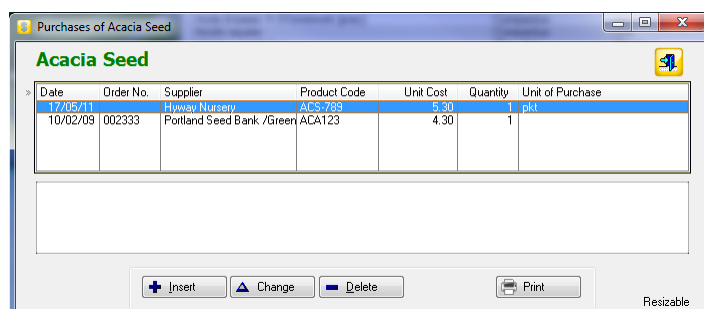 Purchases of Acacia Seed
Acacia Seed
» Date Order No. Supplier Product Code Unit Cost Quantity Unit of Purchase
17/05/11 Hyway Nursery ACS-789 5.30 1 pkt
10/02/09 002333 Portland Seed Bank /Green ACA123 4.30 1
Insert Change Delete Print
Resizable